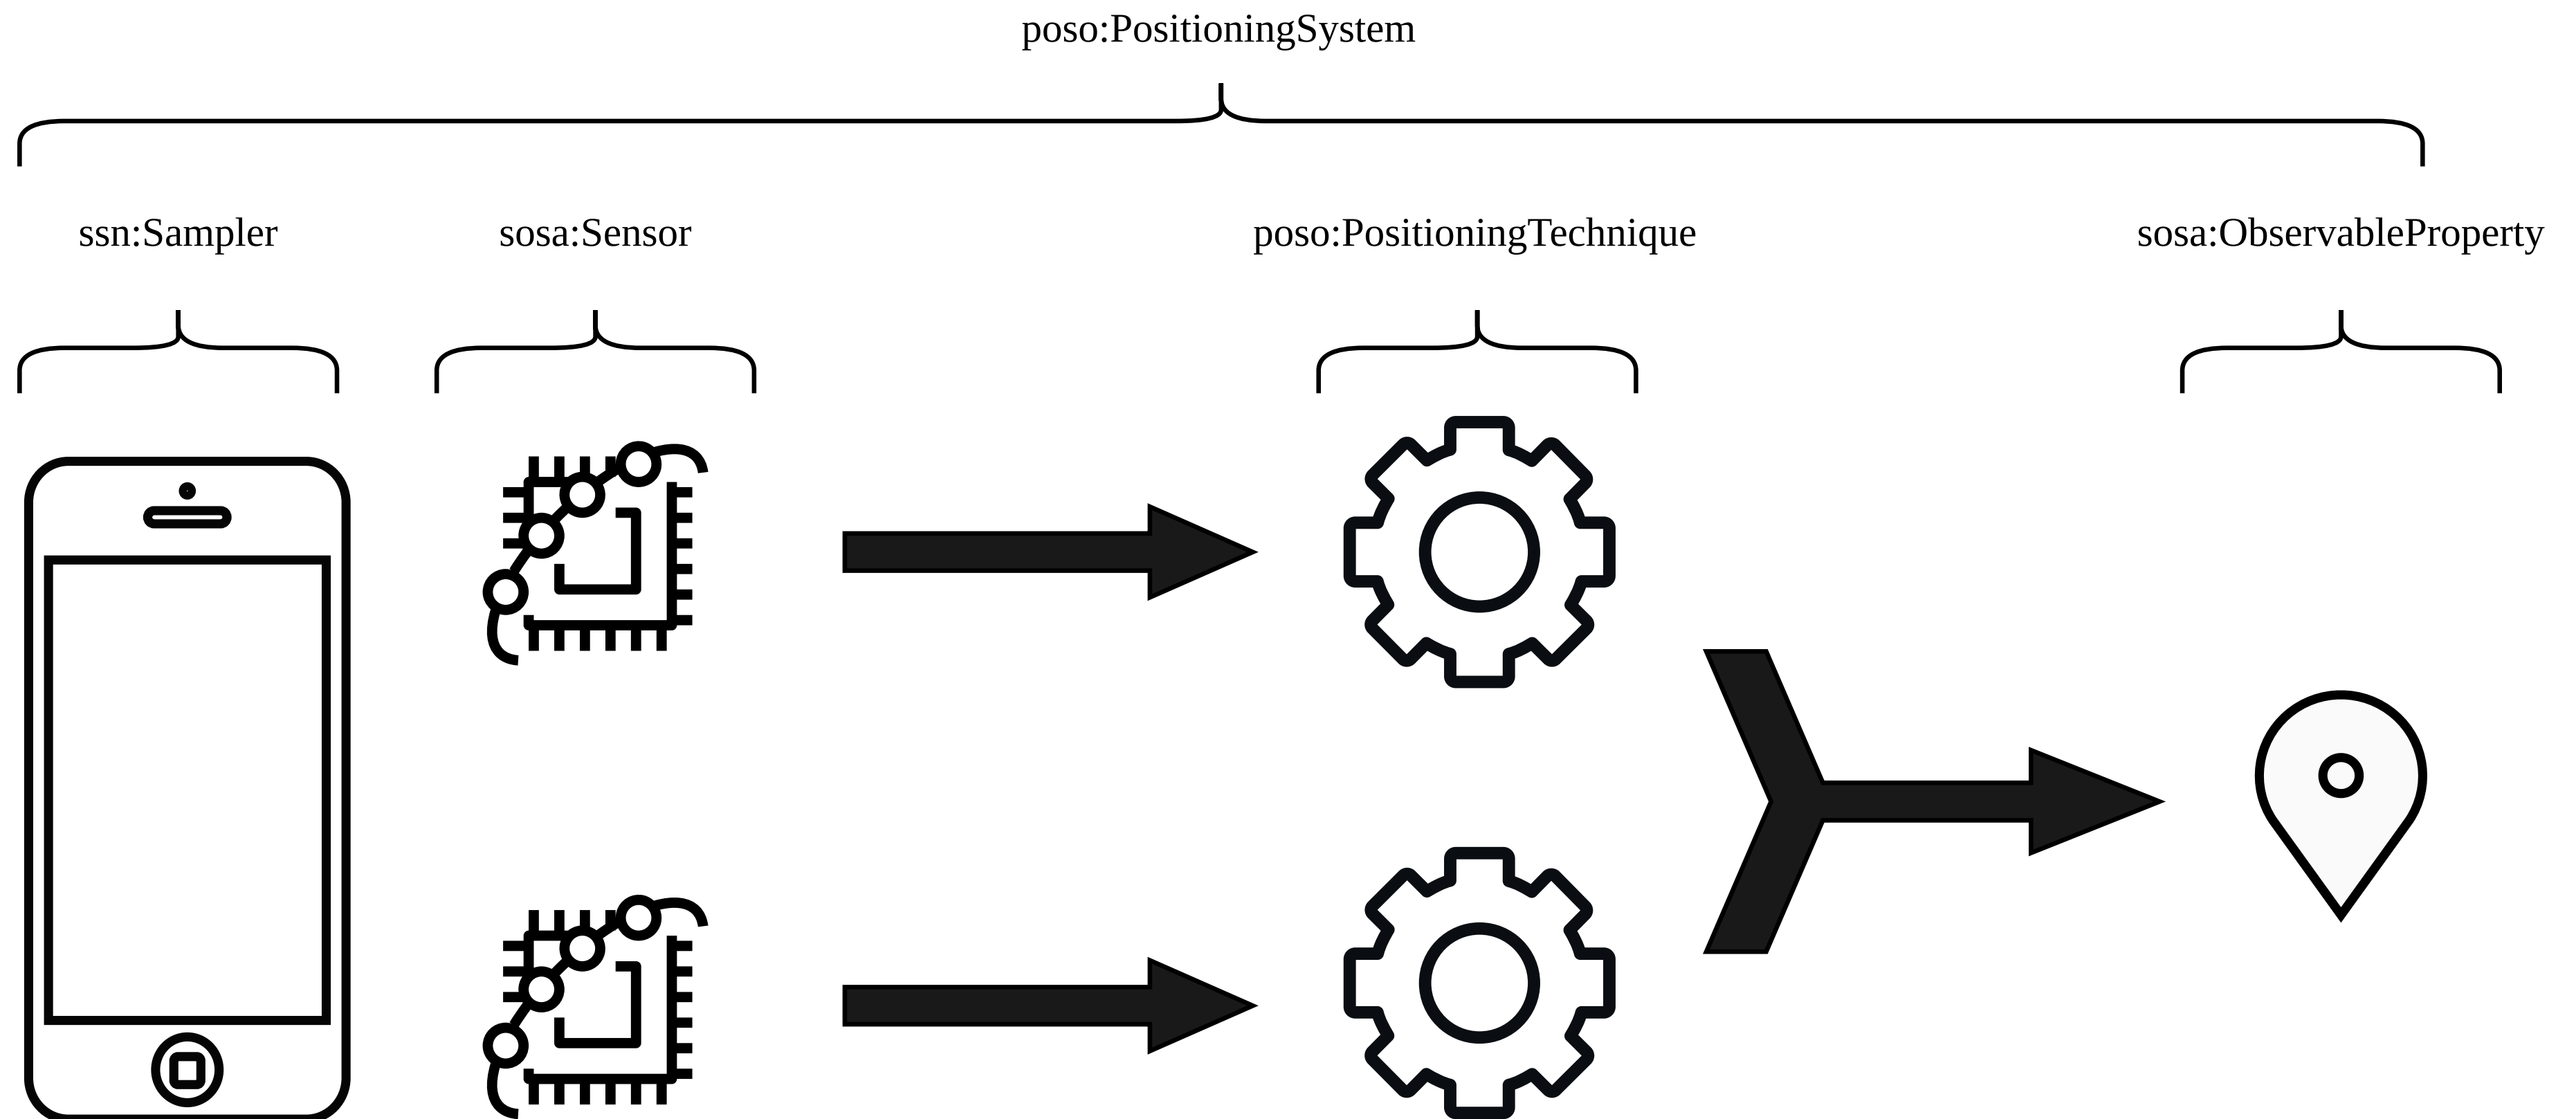 poso:PositioningSystem
ssn:Sampler
sosa:Sensor
poso:PositioningTechnique
sosa:ObservableProperty